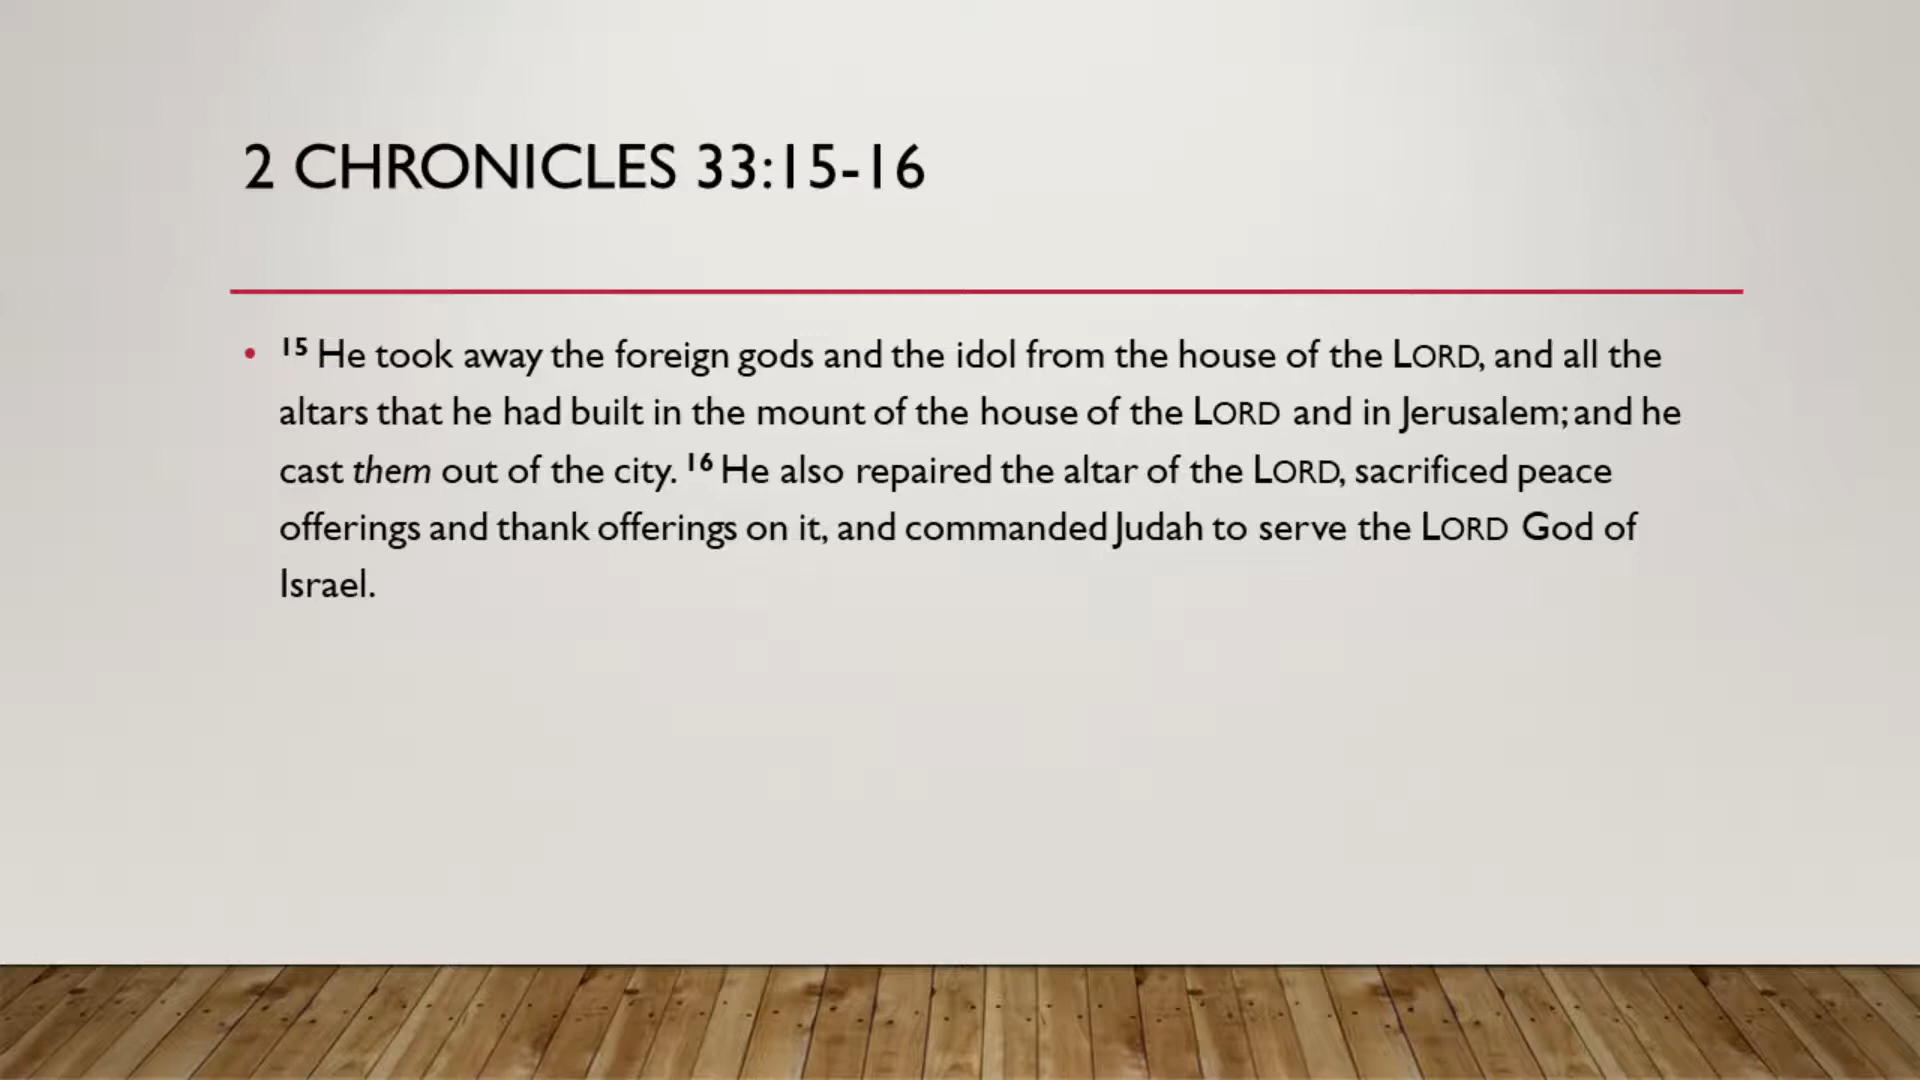 2 CHRONICLES 33:15-16
• 15 He took away the foreign gods and the idol from the house of the LORD, and all the
altars that he had built in the mount of the house of the LORD and in Jerusalem; and he
cast them out of the city. 16 He also repaired the altar of the LORD, sacrificed peace
offerings and thank offerings on it, and commanded Judah to serve the LORD God of
Israel.